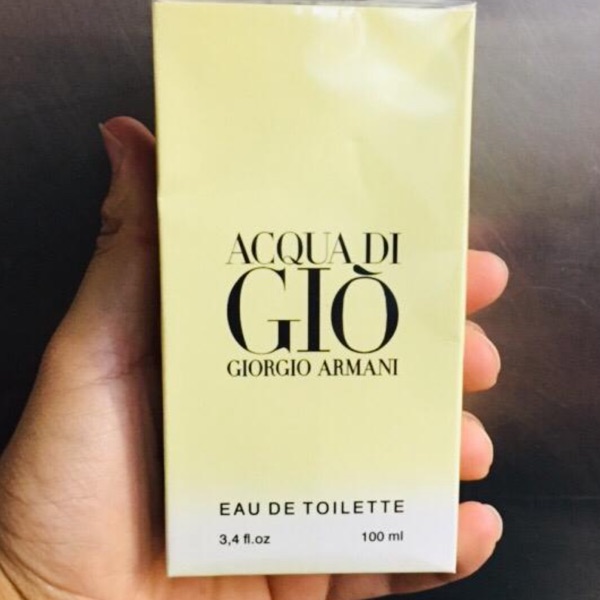 ACQUA DI
GIÒ
GIORGIO ARMANI
EAU DE TOILETTE
3,4 fl.oz 100 ml